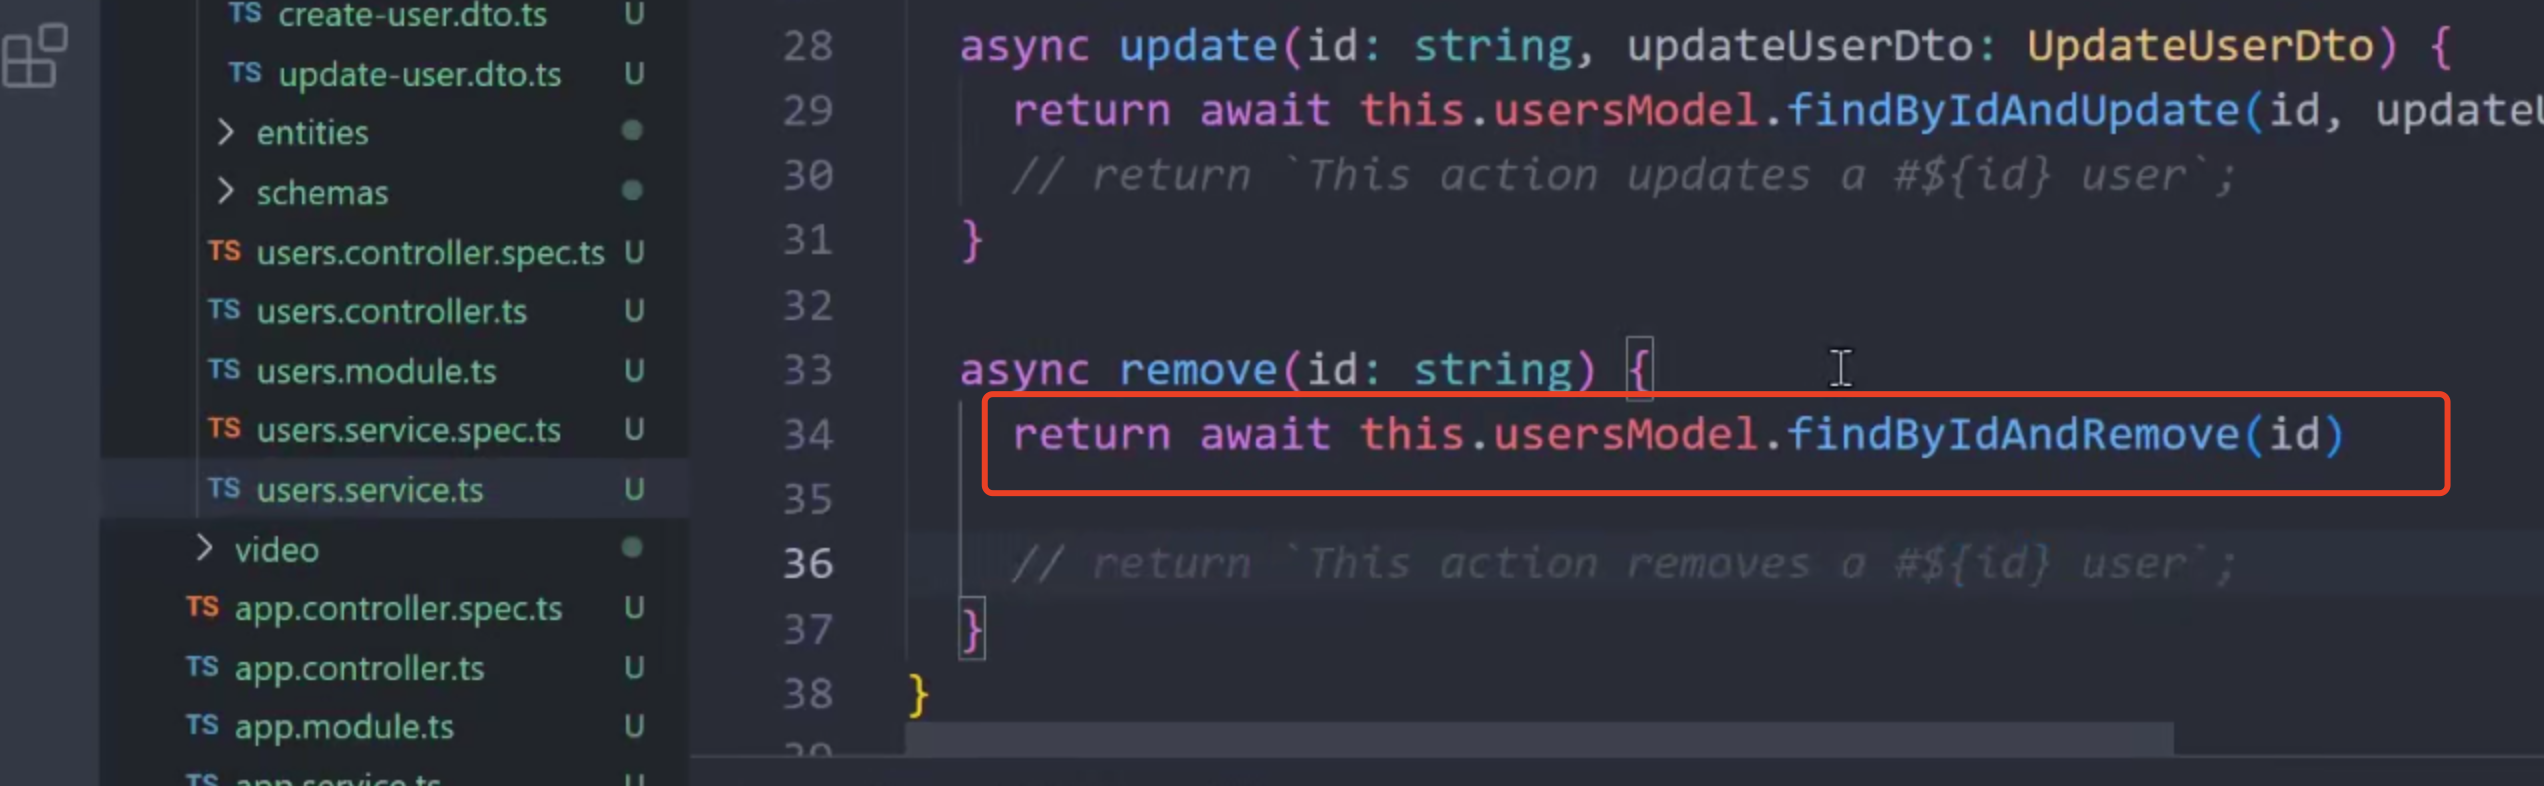 TS create-user.dto.ts U
TS update-user.dto.ts U
entities
schemas
TS users.controller.spec.ts U
TS users.controller.ts U
TS users.module.ts U
TS users.service.spec.ts U
TS users.service.ts U
video
TS app.controller.spec.ts U
TS app.controller.ts U
TS app.module.ts U
TS app.service.ts U
28 async update(id: string, updateUserDto: UpdateUserDto) {
29 return await this.usersModel.findByIdAndUpdate(id, updateU
30 // return `This action updates a #${id} user`;
31 }
32
33 async remove(id: string) {
34 return await this.usersModel.findByIdAndRemove(id)
35
36 // return `This action removes a #${id} user`;
37 }
38 }
39